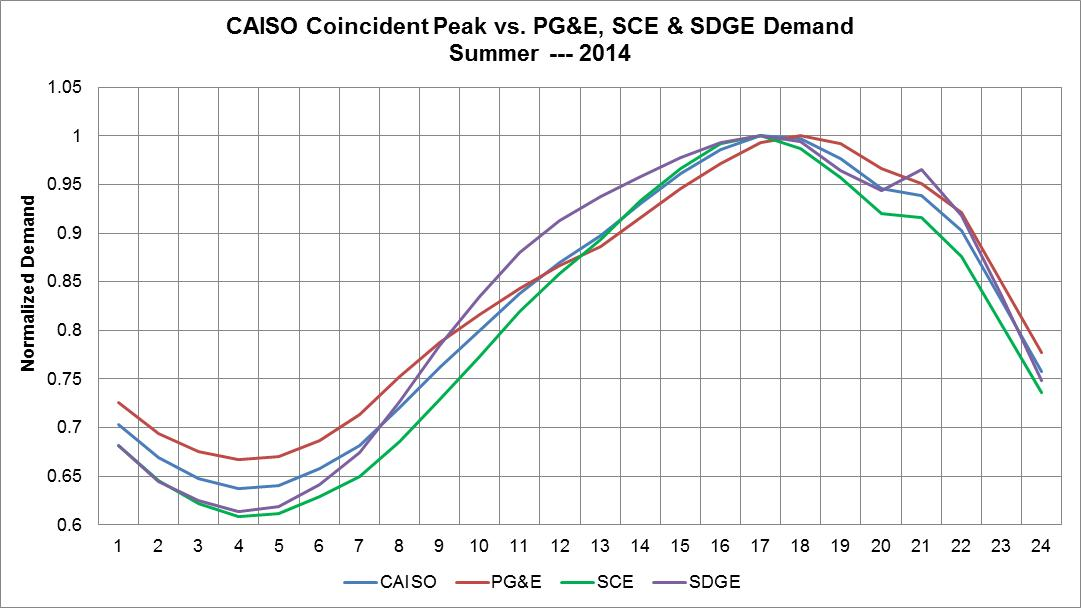 CAISO Coincident Peak vs. PG&E, SCE & SDGE Demand
Summer --- 2014
Normalized Demand
1.05
1
0.95
0.9
0.85
0.8
0.75
0.7
0.65
0.6
1 2 3 4 5 6 7 8 9 10 11 12 13 14 15 16 17 18 19 20 21 22 23 24
CAISO PG&E SCE SDGE